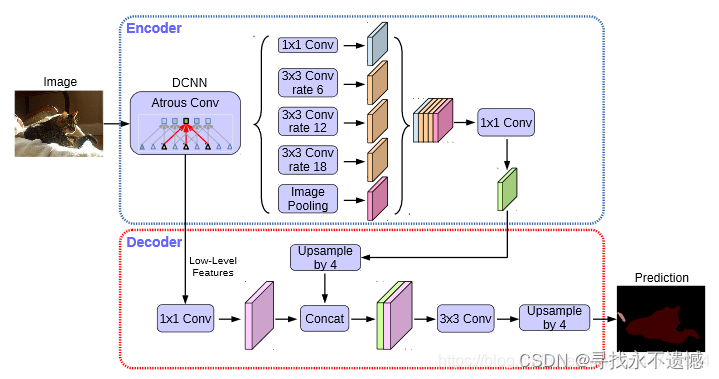 Encoder
Image
DCNN
Atrous Conv
1x1 Conv
3x3 Conv
rate 6
3x3 Conv
rate 12
3x3 Conv
rate 18
Image
Pooling
1x1 Conv
Decoder
Low-Level
Features
Upsample
by 4
1x1 Conv
Concat
3x3 Conv
Upsample
by 4
Prediction
https://blog.
CSDN @寻找永不遗憾